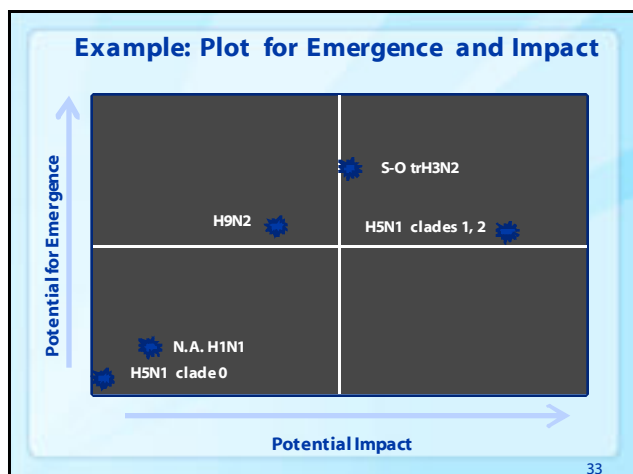 Example: Plot for Emergence and Impact
Potential for Emergence
S-O trH3N2
H9N2
H5N1 clades 1, 2
N.A. H1N1
H5N1 clade 0
Potential Impact
33